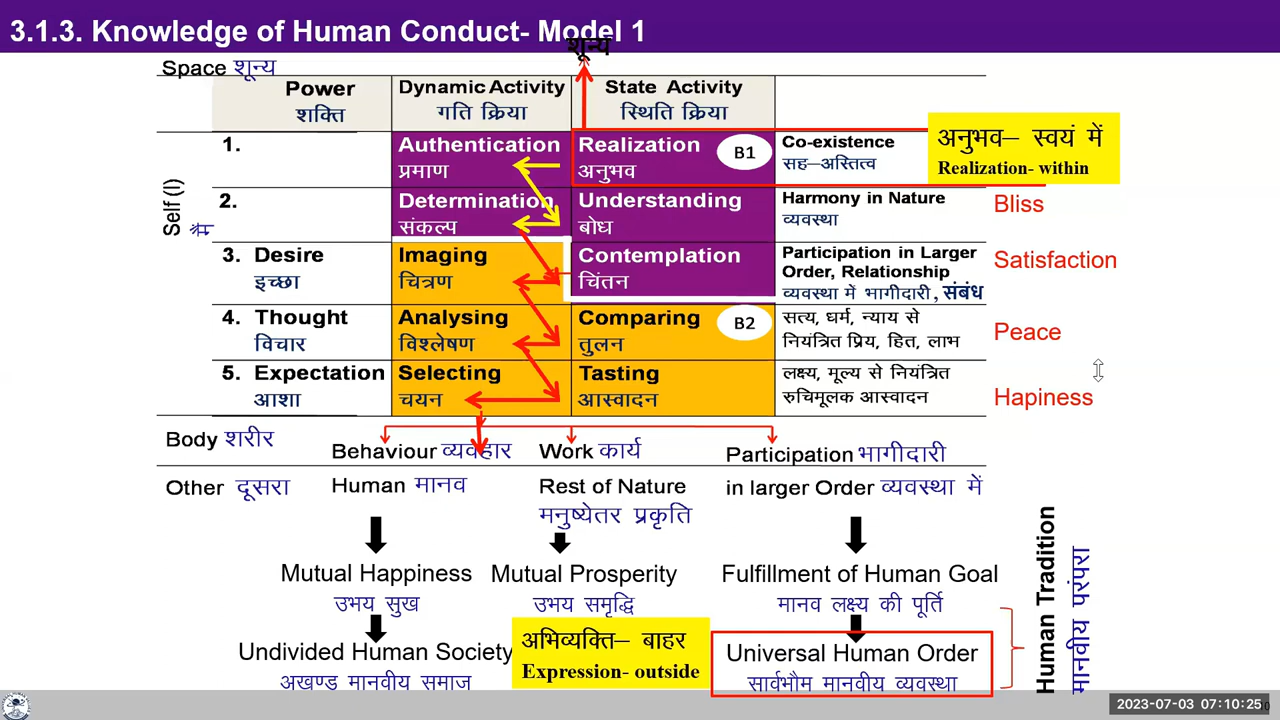 3.1.3. Knowledge of Human Conduct- Model 1
शून्य
Space शून्य
Power
शक्ति
Dynamic Activity
गति क्रिया
State Activity
स्थिति क्रिया
Self (I)
मैं
1.
Authentication
प्रमाण
Realization
अनुभव
B1
Co-existence
सह–अस्तित्व
अनुभव– स्वयं में
Realization- within
2.
Determination
संकल्प
Understanding
बोध
Harmony in Nature
व्यवस्था
Bliss
3. Desire
इच्छा
Imaging
चित्रण
Contemplation
चिंतन
Participation in Larger
Order, Relationship
व्यवस्था में भागीदारी, संबंध
Satisfaction
4. Thought
विचार
Analysing
विश्लेषण
Comparing
तुलन
B2
सत्य, धर्म, न्याय से
नियंत्रित प्रिय, हित, लाभ
Peace
5. Expectation
आशा
Selecting
चयन
Tasting
आस्वादन
लक्ष्य, मूल्य से नियंत्रित
रुचिमूलक आस्वादन
Hapiness
Body शरीर
Behaviour व्यवहार
Work कार्य
Participation भागीदारी
Other दूसरा
Human मानव
Rest of Nature
मनुष्येतर प्रकृति
in larger Order व्यवस्था में
Mutual Happiness
उभय सुख
Mutual Prosperity
उभय समृद्धि
Fulfillment of Human Goal
मानव लक्ष्य की पूर्ति
Undivided Human Society
अखण्ड मानवीय समाज
अभिव्यक्ति– बाहर
Expression- outside
Universal Human Order
सार्वभौम मानवीय व्यवस्था
Human Tradition
मानवीय परंपरा
2023-07-03 07:10:25